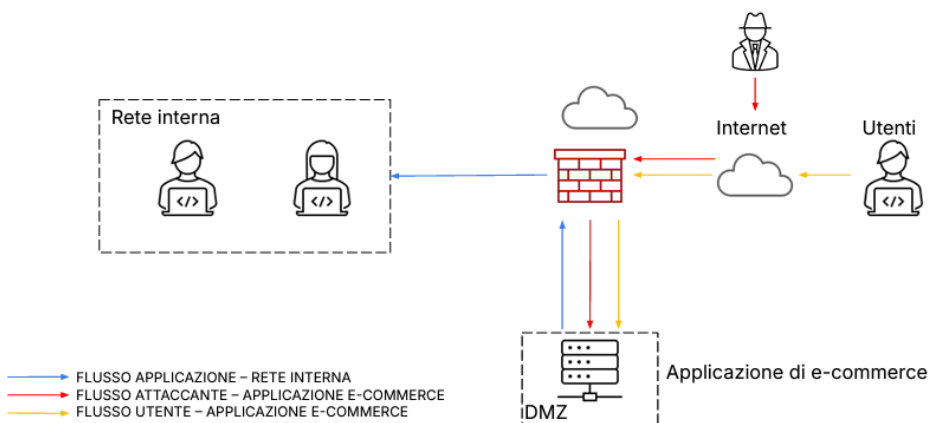 Rete interna
Internet
Utenti
</>
</>
</>
Applicazione di e-commerce
DMZ
FLUSSO APPLICAZIONE – RETE INTERNA
FLUSSO ATTACCANTE – APPLICAZIONE E-COMMERCE
FLUSSO UTENTE – APPLICAZIONE E-COMMERCE